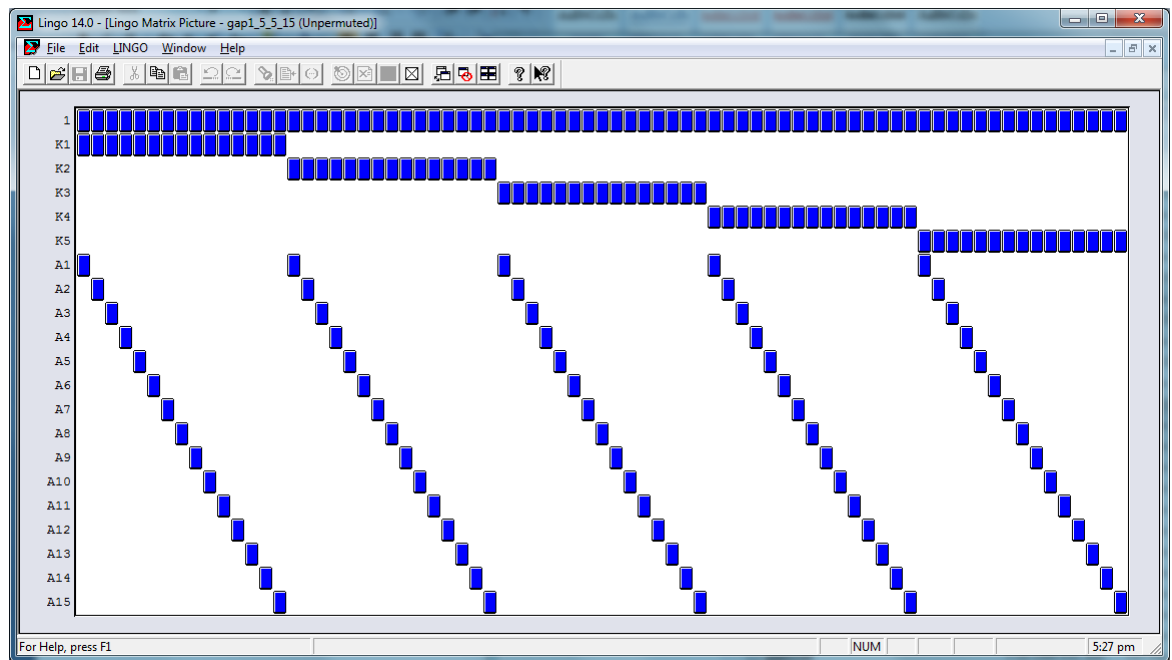 Lingo 14.0 - [Lingo Matrix Picture - gap1_5_5_15 (Unpermuted)]
File Edit LINGO Window Help
1
K1
K2
K3
K4
K5
A1
A2
A3
A4
A5
A6
A7
A8
A9
A10
A11
A12
A13
A14
A15
For Help, press F1
NUM
5:27 pm